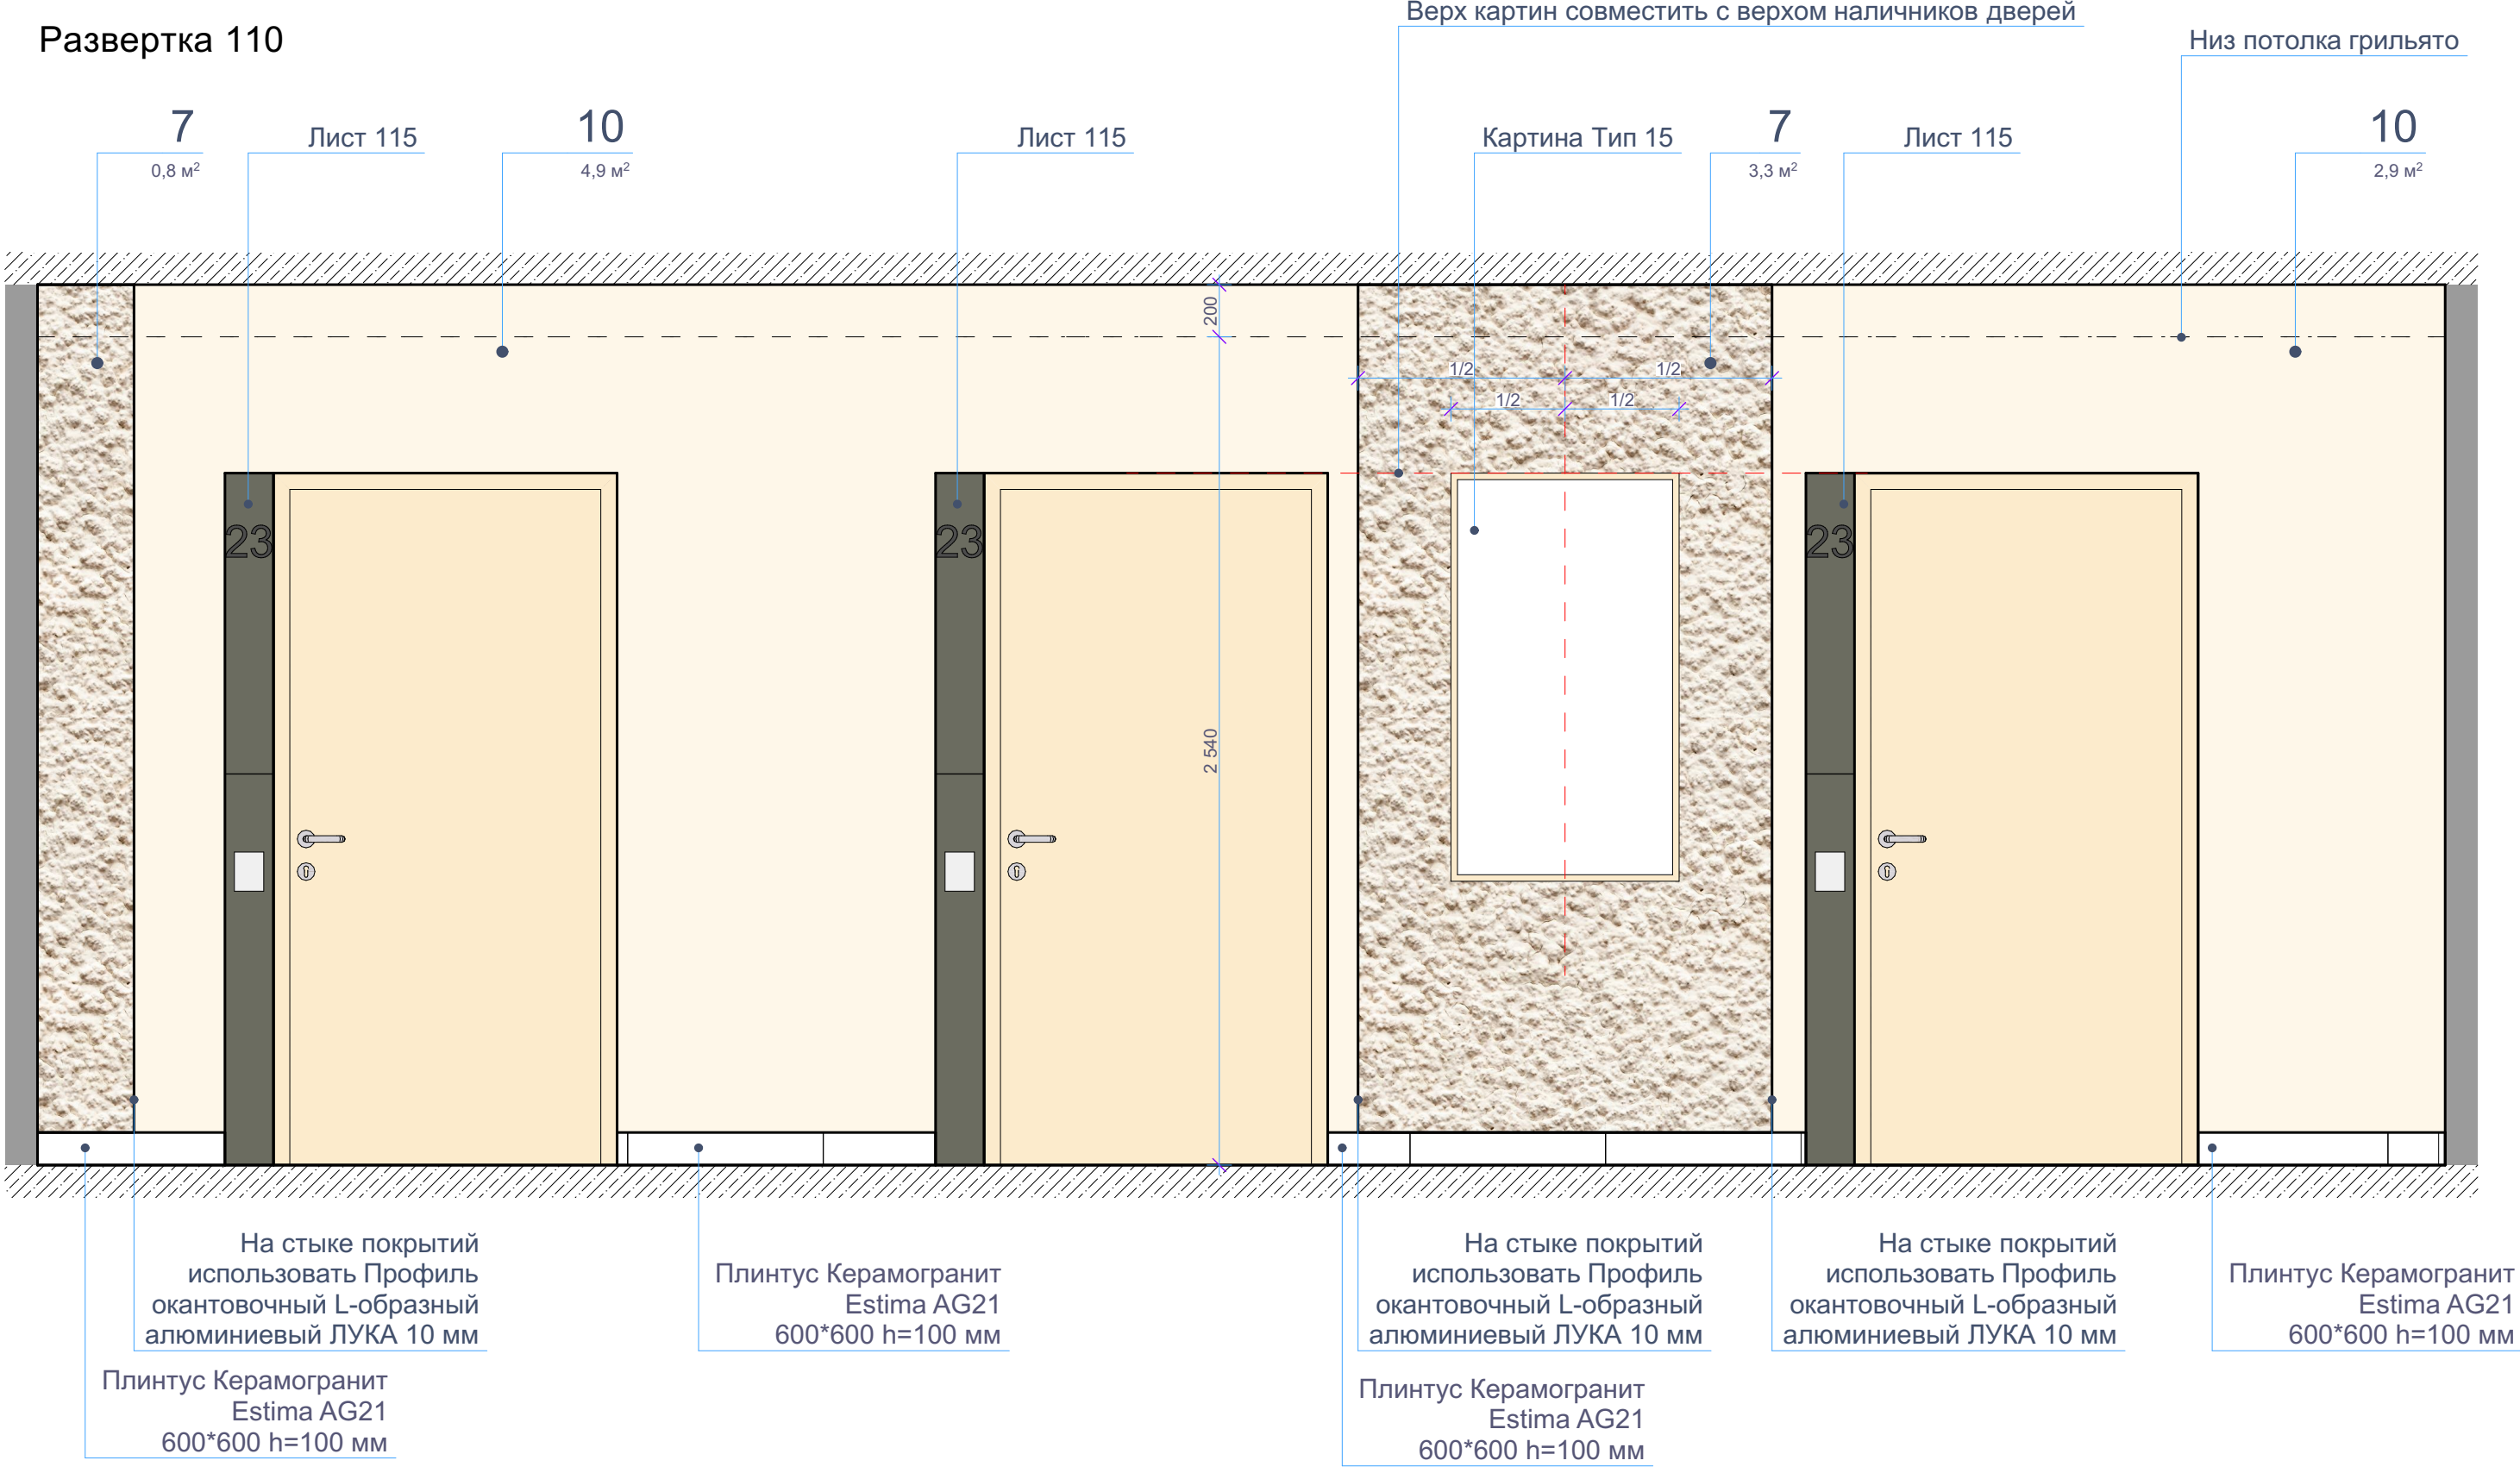 Верх картин совместить с верхом наличников дверей
Развертка 110
Низ потолка грильято
7
0,8 м²
Лист 115
10
4,9 м²
Лист 115
Картина Тип 15
7
3,3 м²
Лист 115
10
2,9 м²
200
1/2
1/2
1/2
1/2
23
23
23
2 540
На стыке покрытий
использовать Профиль
окантовочный L-образный
алюминиевый ЛУКА 10 мм
Плинтус Керамогранит
Estima AG21
600*600 h=100 мм
Плинтус Керамогранит
Estima AG21
600*600 h=100 мм
На стыке покрытий
использовать Профиль
окантовочный L-образный
алюминиевый ЛУКА 10 мм
Плинтус Керамогранит
Estima AG21
600*600 h=100 мм
На стыке покрытий
использовать Профиль
окантовочный L-образный
алюминиевый ЛУКА 10 мм
Плинтус Керамогранит
Estima AG21
600*600 h=100 мм